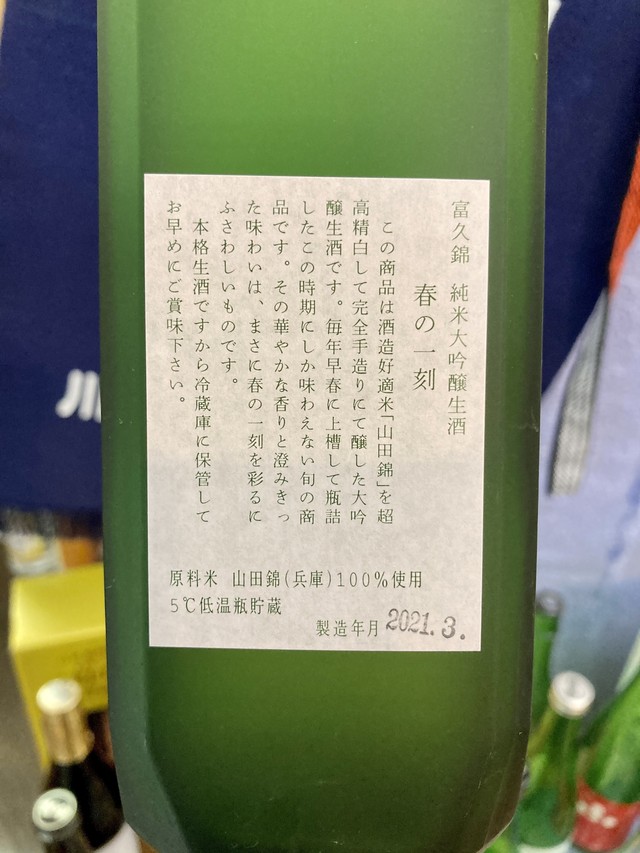 富久錦 純米大吟醸生酒
春の一刻
この商品は酒造好適米「山田錦」を超
高精白して完全手造りにて醸した大吟
醸生酒です。毎年早春に上槽して瓶詰
したこの時期にしか味わえない旬の商
品です。その華やかな香りと澄みきっ
た味わいは、まさに春の一刻を彩るに
ふさわしいものです。
本格生酒ですから冷蔵庫に保管して
お早めにご賞味下さい。
原料米 山田錦(兵庫)100%使用
5℃低温瓶貯蔵
製造年月 2021.3.